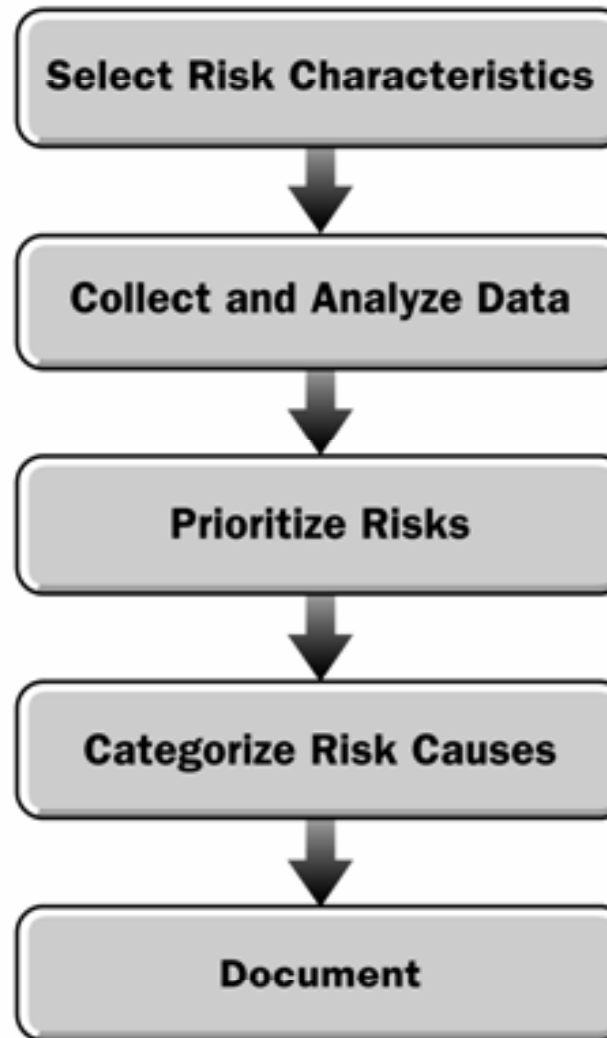 Select Risk Characteristics
Collect and Analyze Data
Prioritize Risks
Categorize Risk Causes
Document